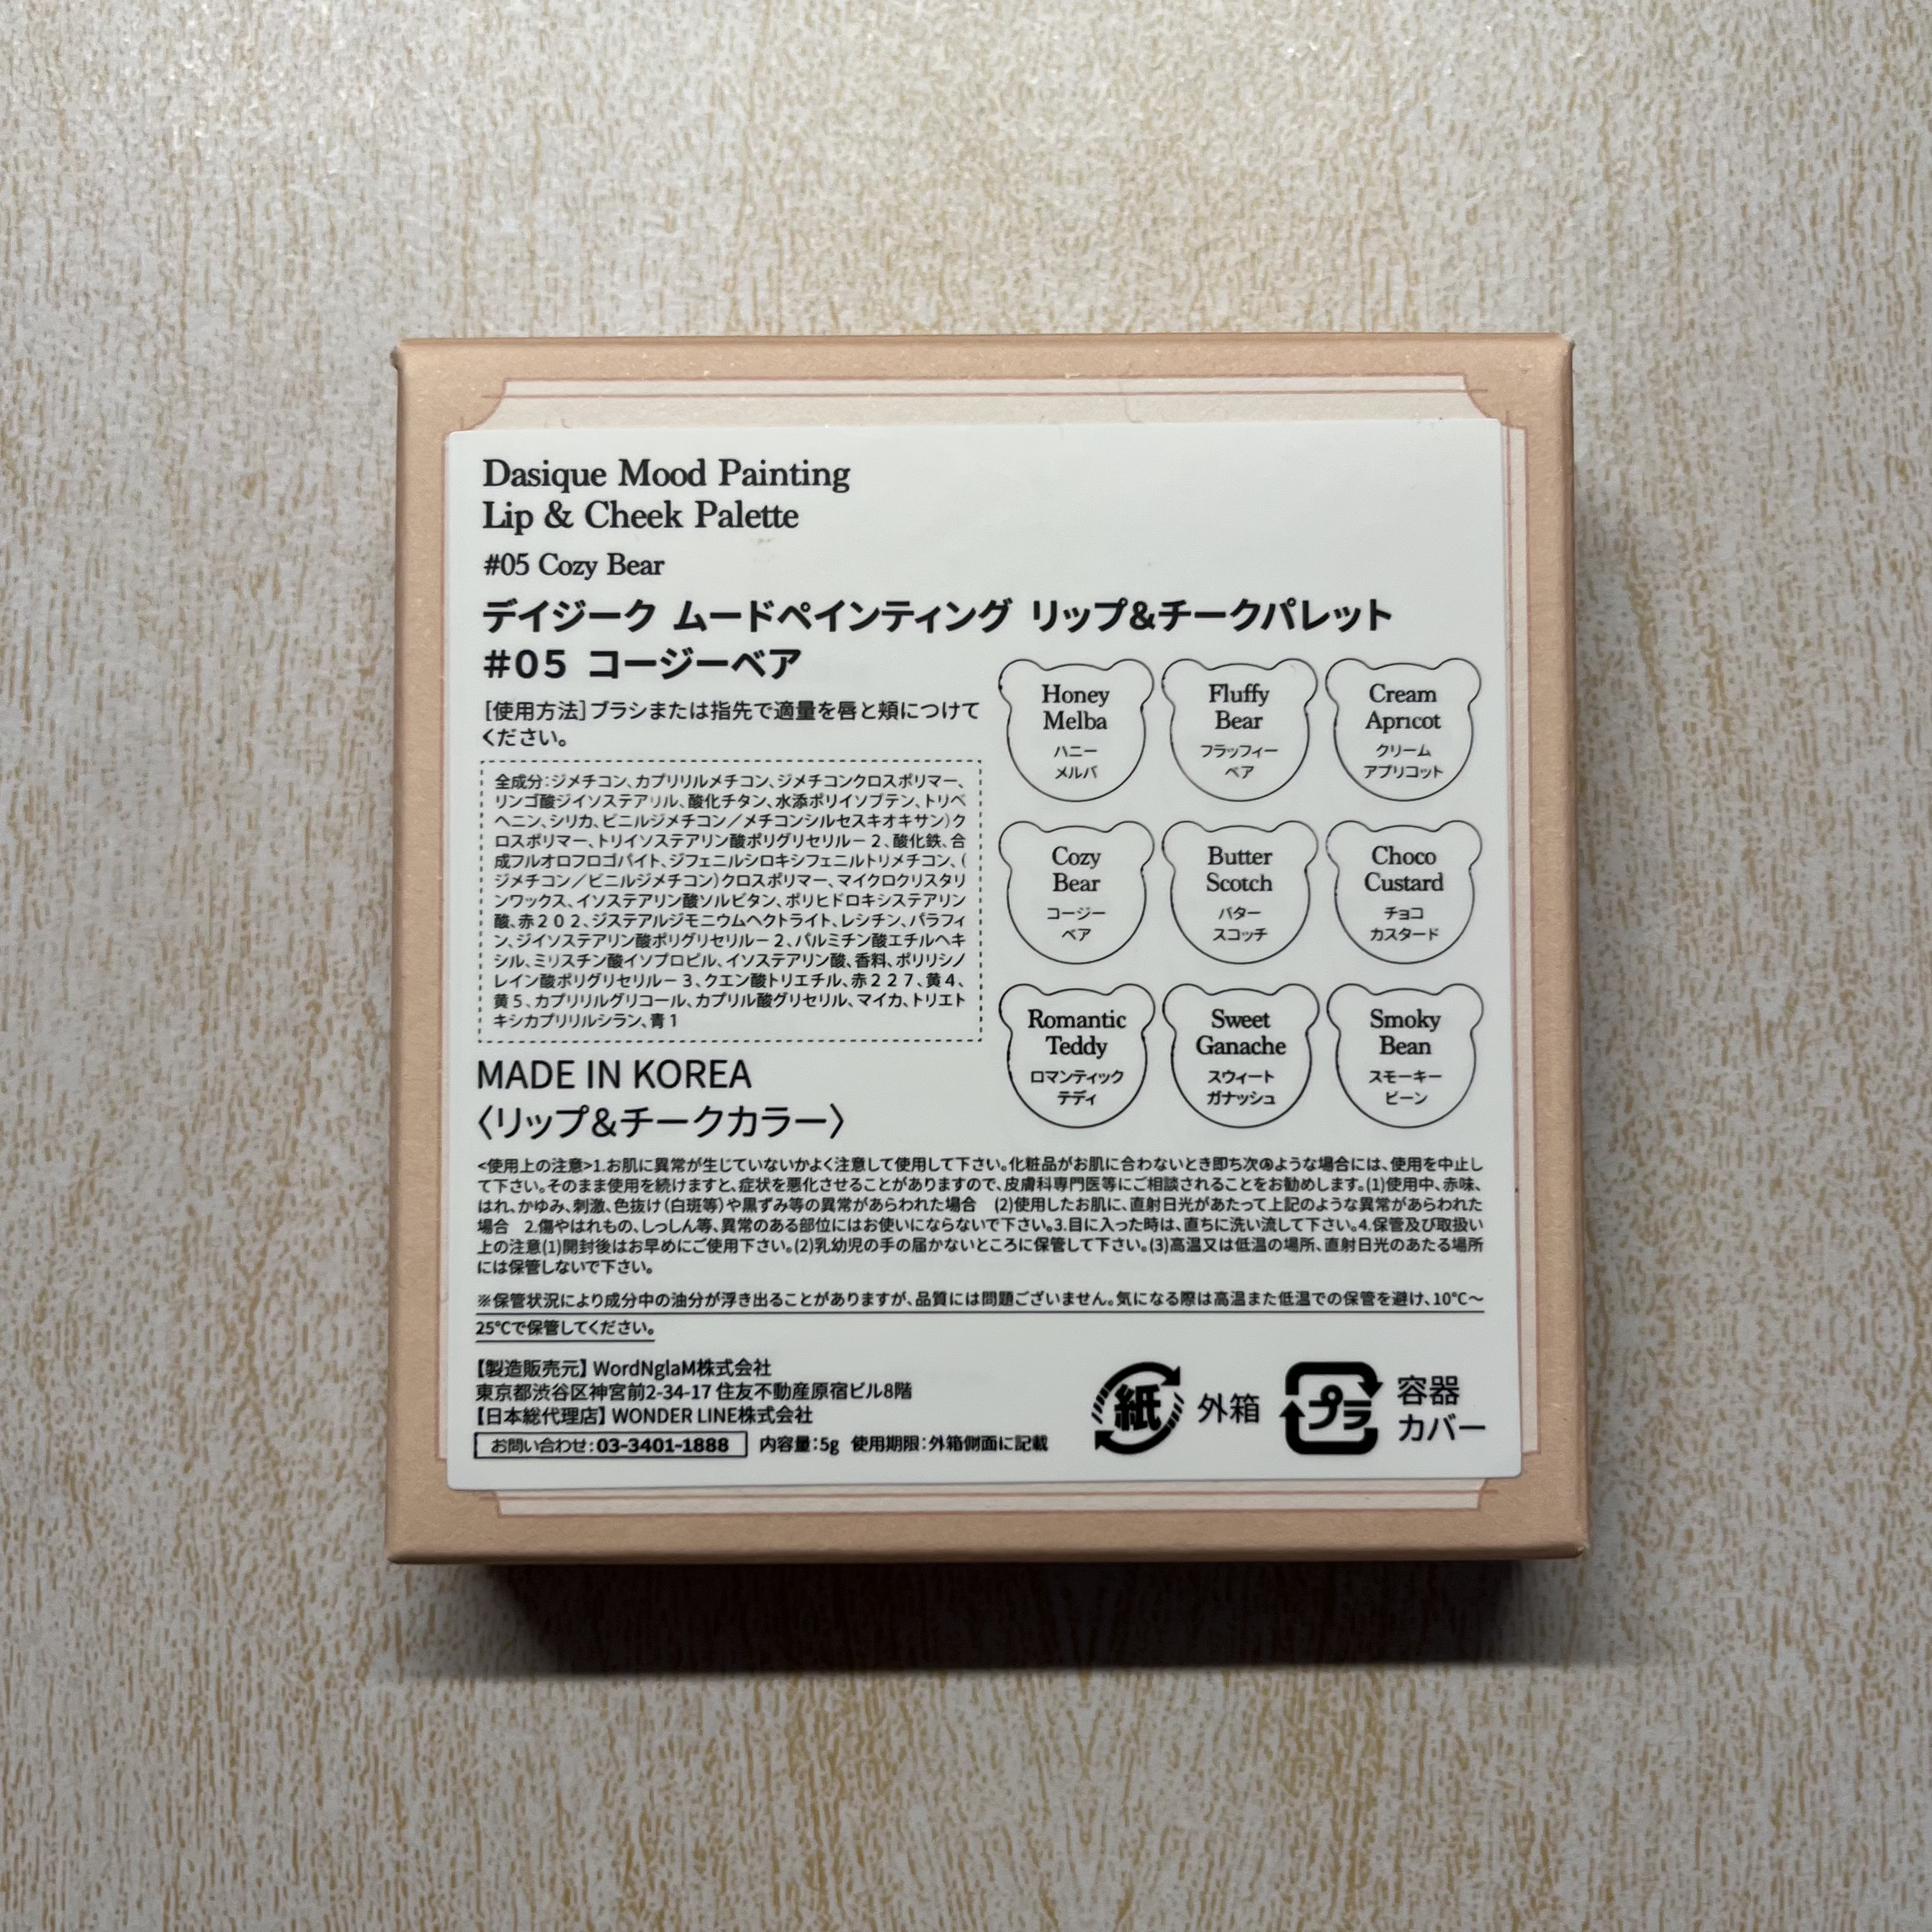 Dasique Mood Painting
Lip & Cheek Palette
#05 Cozy Bear
デイジーク ムードペインティング リップ&チークパレット
#05 コージーベア
[使用方法]ブラシまたは指先で適量を唇と頬につけて
ください。
全成分:ジメチコン、カプリリルメチコン、ジメチコンクロスポリマー、
リンゴ酸ジイソステアリル、酸化チタン、水添ポリイソブテン、トリベ
ヘニン、シリカ、ビニルジメチコン/メチコンシルセスキオキサン)ク
ロスポリマー、トリイソステアリン酸ポリグリセリルー2、酸化鉄、合
成フルオロフロゴパイト、ジフェニルシロキシフェニルトリメチコン、(
ジメチコン/ビニルジメチコン)クロスポリマー、マイクロクリスタリ
ンワックス、イソステアリン酸ソルビタン、ポリヒドロキシステアリン
酸、赤202、ジステアルジモニウムヘクトライト、レシチン、パラフィ
ン、ジイソステアリン酸ポリグリセリルー2、パルミチン酸エチルヘキ
シル、ミリスチン酸イソプロピル、イソステアリン酸、香料、ポリリシノ
レイン酸ポリグリセリルー3、クエン酸トリエチル、赤227、黄4、
黄5、カプリリルグリコール、カプリル酸グリセリル、マイカ、トリエト
キシカプリリルシラン、青1
Honey
Melba
ハニー
メルバ
Fluffy
Bear
フラッフィー
ベア
Cream
Apricot
クリーム
アプリコット
Cozy
Bear
コージー
ベア
Butter
Scotch
バター
スコッチ
Choco
Custard
チョコ
カスタード
Romantic
Teddy
ロマンティック
テディ
Sweet
Ganache
スウィート
ガナッシュ
Smoky
Bean
スモーキー
ビーン
MADE IN KOREA
〈リップ&チークカラー〉
<使用上の注意>1.お肌に異常が生じていないかよく注意して使用して下さい。化粧品がお肌に合わないとき即ち次のような場合には、使用を中止し
て下さい。そのまま使用を続けますと、症状を悪化させることがありますので、皮膚科専門医等にご相談されることをお勧めします。(1)使用中、赤味、
はれ、かゆみ、刺激、色抜け(白斑等)や黒ずみ等の異常があらわれた場合 (2)使用したお肌に、直射日光があたって上記のような異常があらわれた
場合 2.傷やはれもの、しっしん等、異常のある部位にはお使いにならないで下さい。3.目に入った時は、直ちに洗い流して下さい。4.保管及び取扱い
上の注意(1)開封後はお早めにご使用下さい。(2)乳幼児の手の届かないところに保管して下さい。(3)高温又は低温の場所、直射日光のあたる場所
には保管しないで下さい。
※保管状況により成分中の油分が浮き出ることがありますが、品質には問題ございません。気になる際は高温また低温での保管を避け、10℃〜
25℃で保管してください。
【製造販売元】WordNglaM株式会社
東京都渋谷区神宮前2-34-17 住友不動産原宿ビル8階
【日本総代理店】WONDER LINE株式会社
お問い合わせ:03-3401-1888 内容量:5g 使用期限:外箱側面に記載
紙 外箱
プラ 容器
カバー